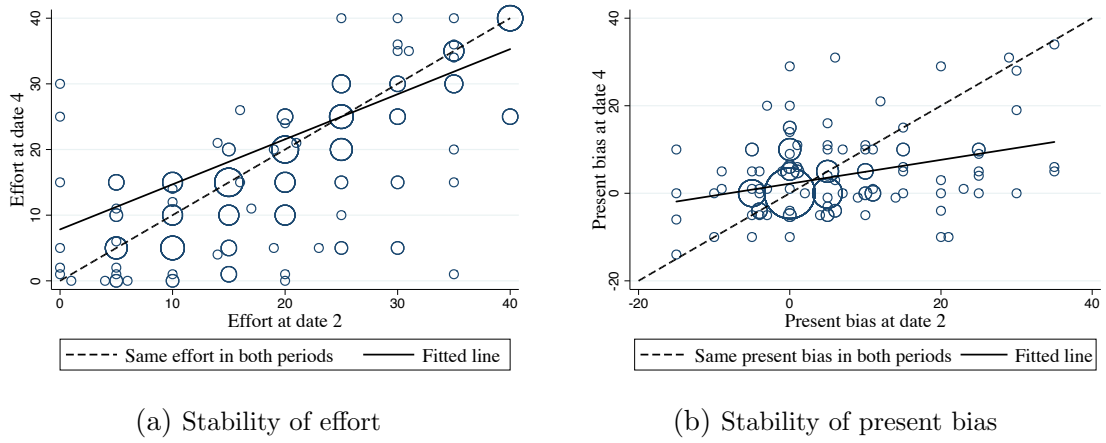 Effort at date 4
40
30
20
10
0
0 10 20 30 40
Effort at date 2
Same effort in both periods Fitted line
(a) Stability of effort
Present bias at date 4
40
20
0
-20
-20 0 20 40
Present bias at date 2
Same present bias in both periods Fitted line
(b) Stability of present bias